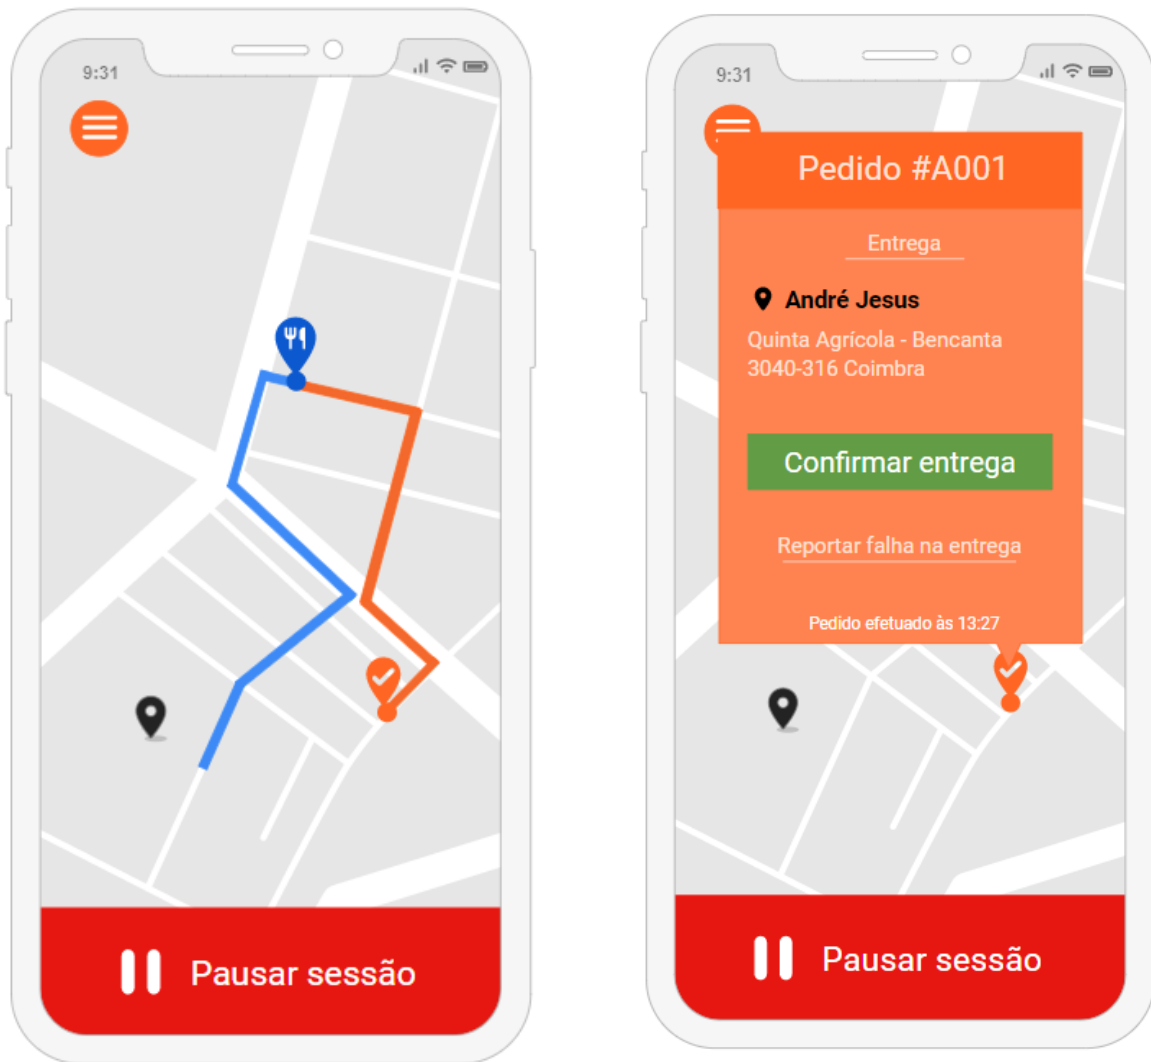 9:31
Pausar sessão
9:31
Pedido #A001
Entrega
André Jesus
Quinta Agrícola - Bencanta
3040-316 Coimbra
Confirmar entrega
Reportar falha na entrega
Pedido efetuado às 13:27
Pausar sessão